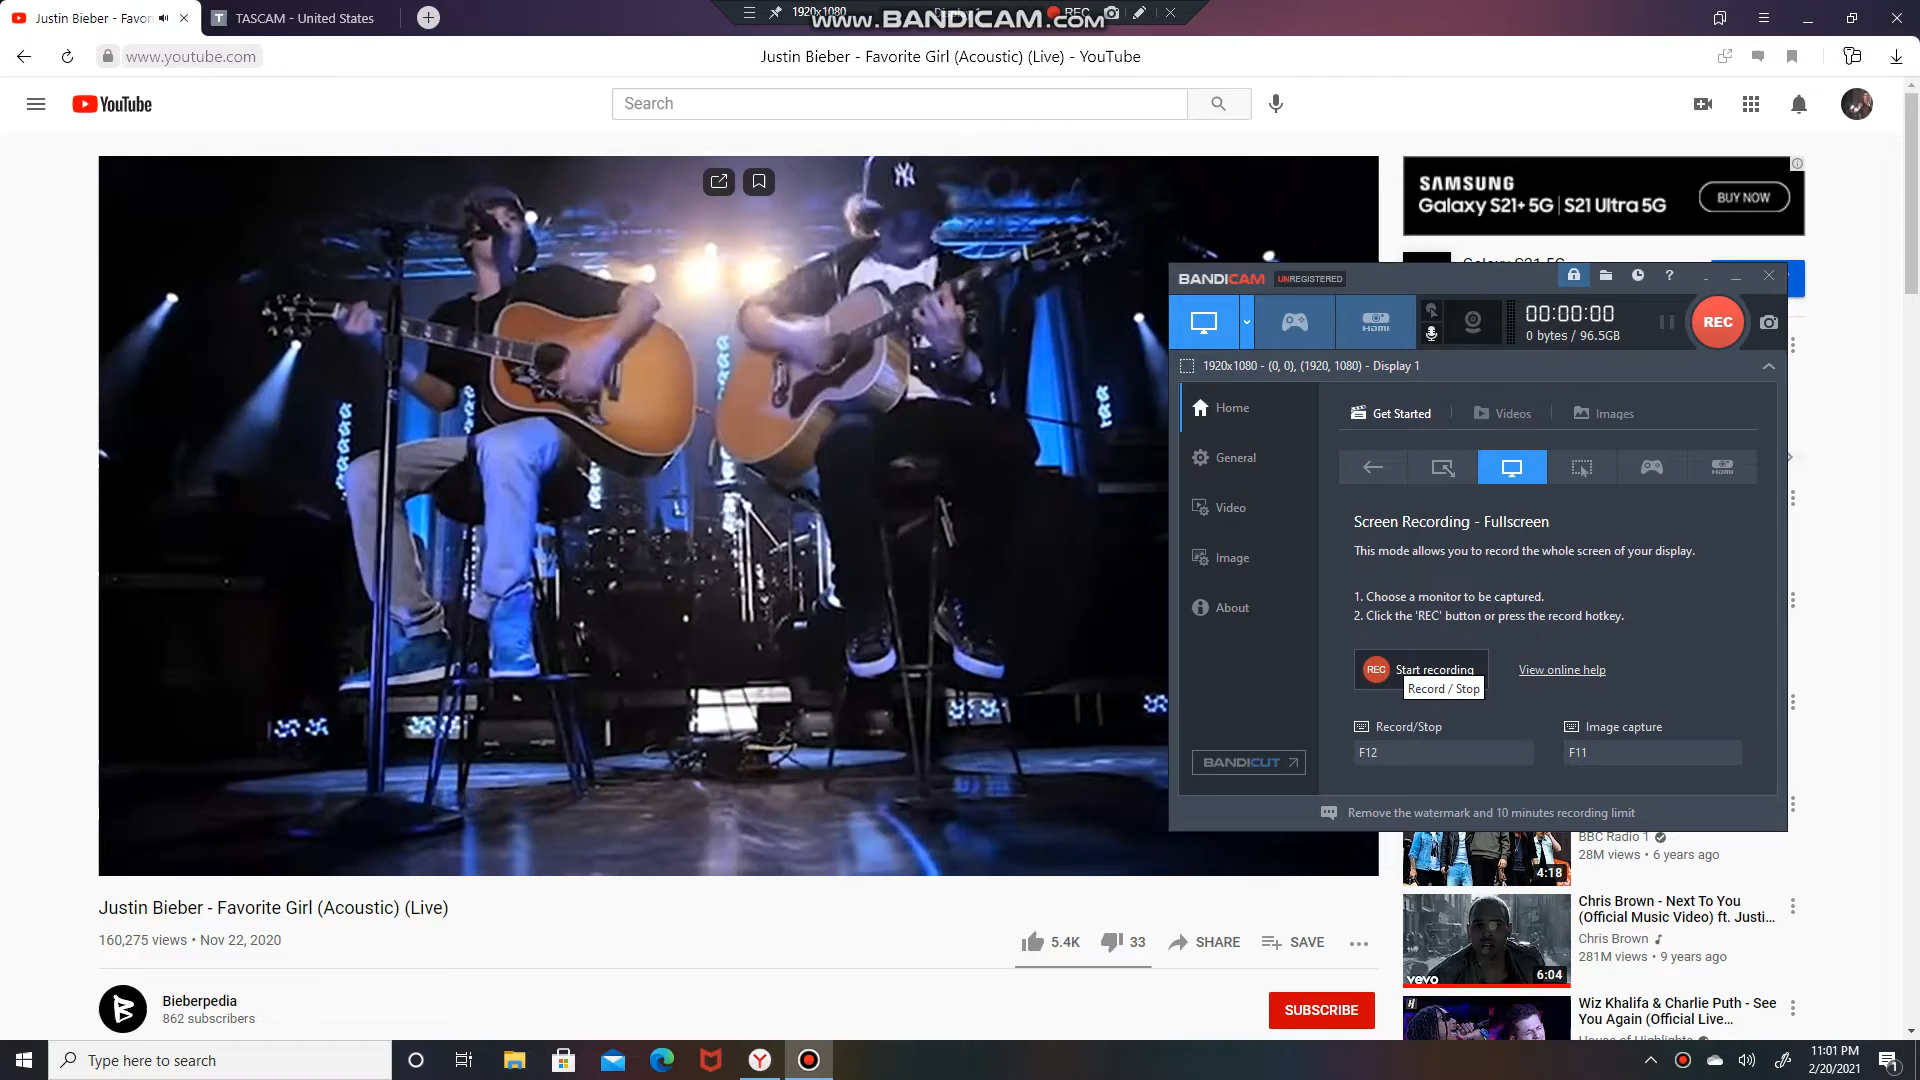 Justin Bieber - Favor
TASCAM - United States
1920x1080
REC
www.BANDICAM.com
www.youtube.com
Justin Bieber - Favorite Girl (Acoustic) (Live) - YouTube
YouTube
Search
SAMSUNG
Galaxy S21+ 5G | S21 Ultra 5G
BUY NOW
BANDICAM
UNREGISTERED
HDMI
00:00:00
0 bytes / 96.5GB
REC
1920x1080 - (0, 0), (1920, 1080) - Display 1
Home
General
Video
Image
About
BANDICUT
Get Started
Videos
Images
HDMI
Screen Recording - Fullscreen
This mode allows you to record the whole screen of your display.
1. Choose a monitor to be captured.
2. Click the 'REC' button or press the record hotkey.
REC
Start recording
View online help
Record / Stop
Record/Stop
Image capture
F12
F11
Remove the watermark and 10 minutes recording limit
BBC Radio 1
28M views • 6 years ago
4:18
Chris Brown - Next To You
(Official Music Video) ft. Justi...
Chris Brown
281M views • 9 years ago
vevo
6:04
Wiz Khalifa & Charlie Puth - See
You Again (Official Live...
Justin Bieber - Favorite Girl (Acoustic) (Live)
160,275 views • Nov 22, 2020
5.4K
33
SHARE
SAVE
Bieberpedia
862 subscribers
SUBSCRIBE
Type here to search
11:01 PM
2/20/2021
1